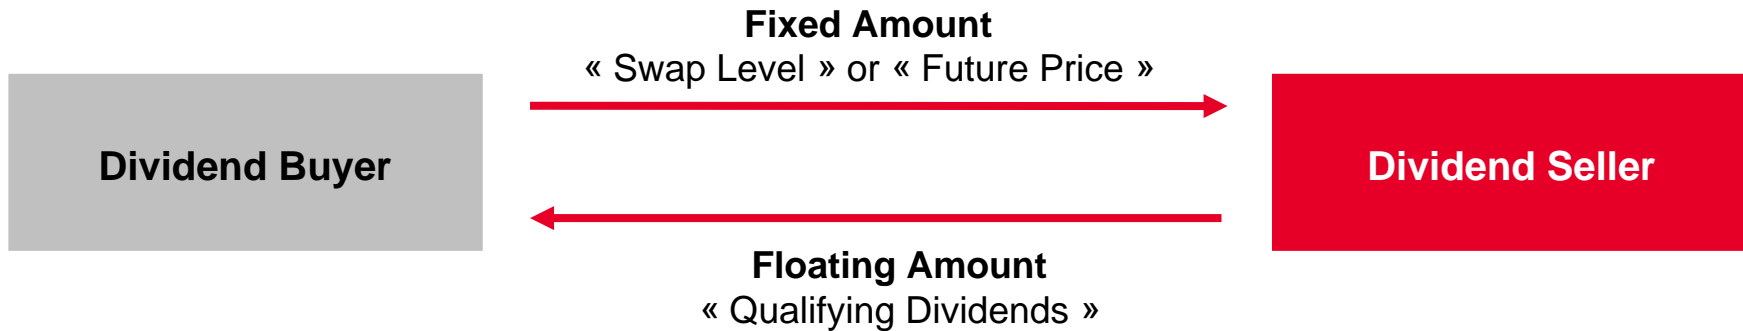 Fixed Amount
« Swap Level » or « Future Price »
Dividend Buyer
Dividend Seller
Floating Amount
« Qualifying Dividends »